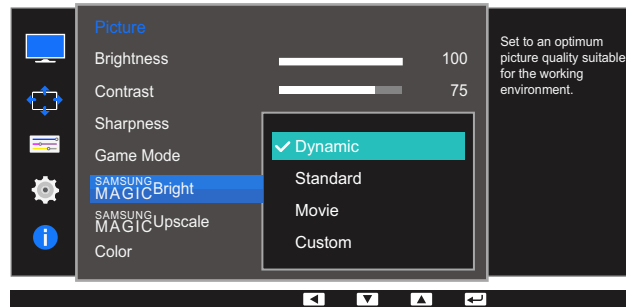 Picture
Brightness 100
Contrast 75
Sharpness
Game Mode
SAMSUNG
MAGICBright
SAMSUNG
MAGICUpscale
Color
Dynamic
Standard
Movie
Custom
Set to an optimum
picture quality suitable
for the working
environment.